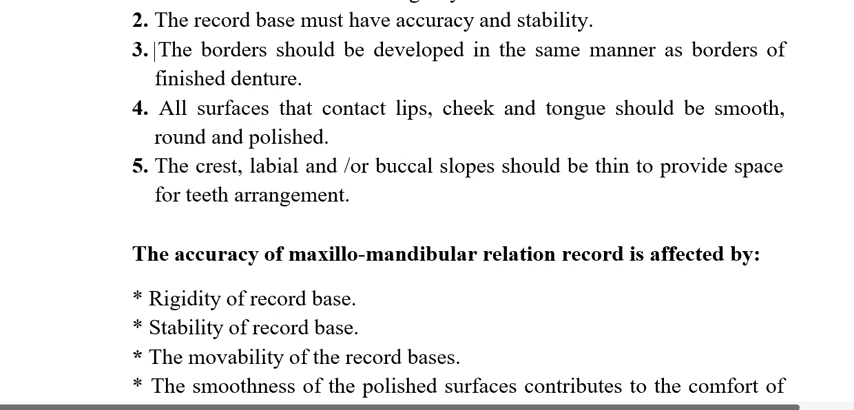 2. The record base must have accuracy and stability.
3. The borders should be developed in the same manner as borders of
finished denture.
4. All surfaces that contact lips, cheek and tongue should be smooth,
round and polished.
5. The crest, labial and /or buccal slopes should be thin to provide space
for teeth arrangement.
The accuracy of maxillo-mandibular relation record is affected by:
* Rigidity of record base.
* Stability of record base.
* The movability of the record bases.
* The smoothness of the polished surfaces contributes to the comfort of